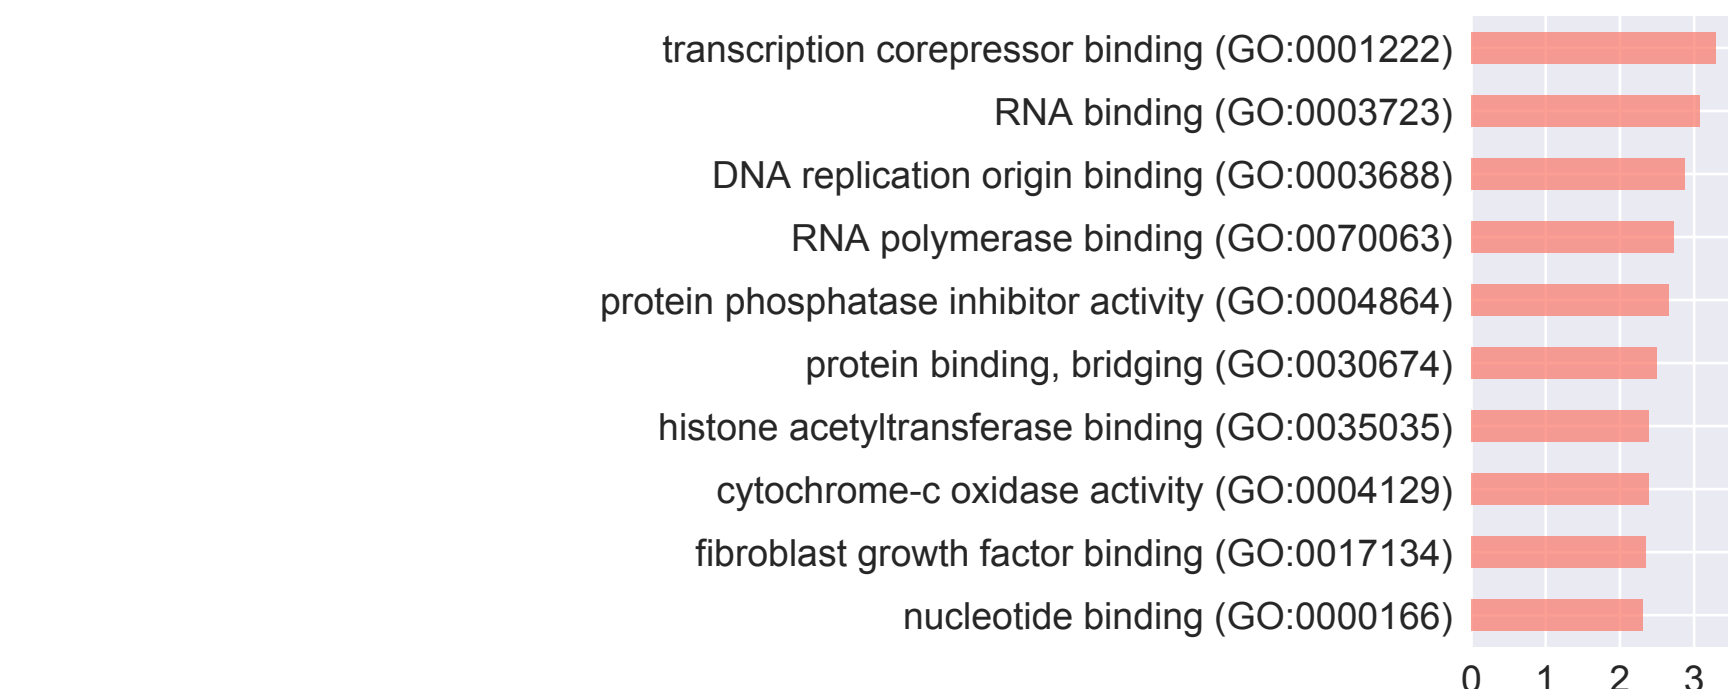 transcription corepressor binding (GO:0001222)
RNA binding (GO:0003723)
DNA replication origin binding (GO:0003688)
RNA polymerase binding (GO:0070063)
protein phosphatase inhibitor activity (GO:0004864)
protein binding, bridging (GO:0030674)
histone acetyltransferase binding (GO:0035035)
cytochrome-c oxidase activity (GO:0004129)
fibroblast growth factor binding (GO:0017134)
nucleotide binding (GO:0000166)
0 1 2 3